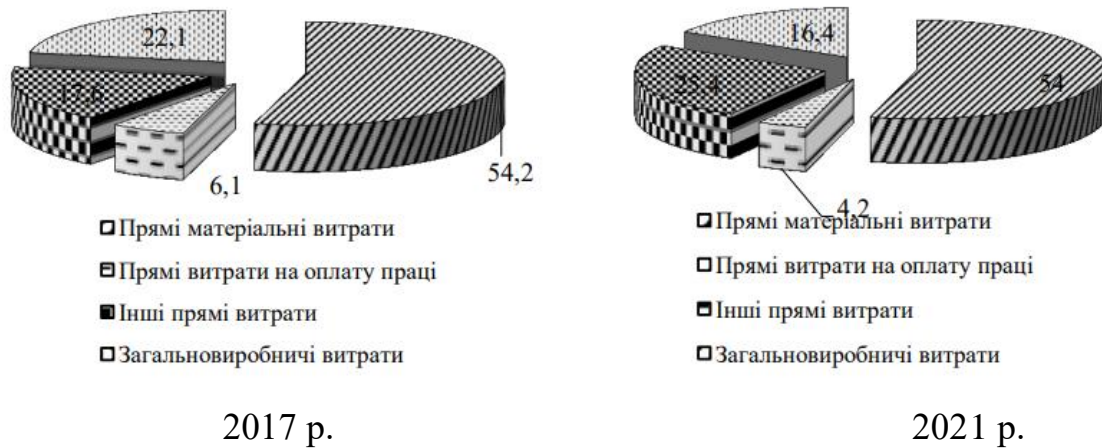 22,1
17,6
6,1
54,2
Прямі матеріальні витрати
Прямі витрати на оплату праці
Інші прямі витрати
Загальновиробничі витрати
2017 р.
16,4
25,4
54
4,2
Прямі матеріальні витрати
Прямі витрати на оплату праці
Інші прямі витрати
Загальновиробничі витрати
2021 р.